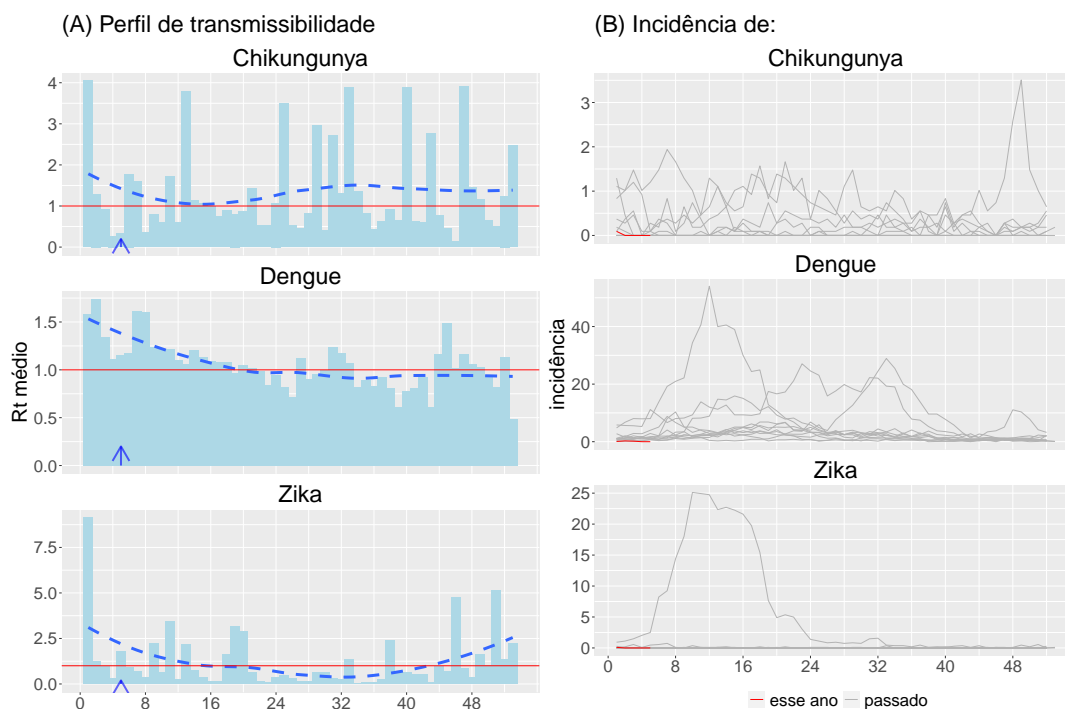 (A) Perfil de transmissibilidade
Chikungunya
4
3
2
1
0
Dengue
1.5
1.0
0.5
0.0
Rt médio
Zika
7.5
5.0
2.5
0.0
0 8 16 24 32 40 48
(B) Incidência de:
Chikungunya
3
2
1
0
Dengue
40
20
0
incidência
Zika
25
20
15
10
5
0
8 16 24 32 40 48
esse ano passado